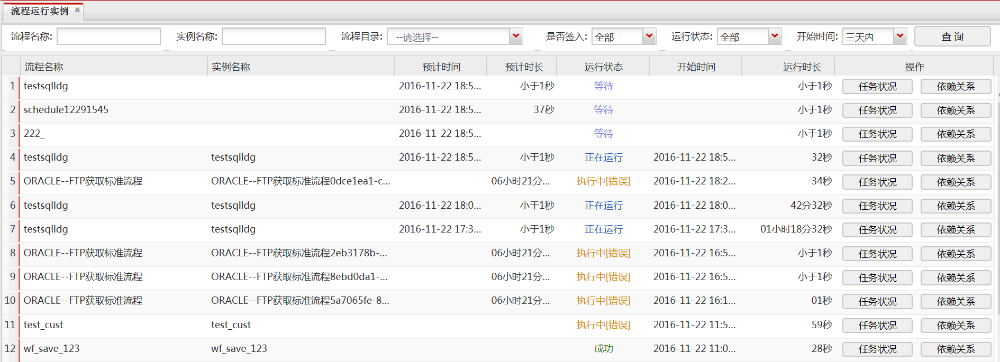 流程运行实例 ×
流程名称: 实例名称: 流程目录: --请选择-- 是否签入: 全部 运行状态: 全部 开始时间: 三天内 查 询
流程名称 实例名称 预计时间 预计时长 运行状态 开始时间 运行时长 操作
1 testsqlldg 2016-11-22 18:5... 小于1秒 等待 小于1秒 任务状况 依赖关系
2 schedule12291545 2016-11-22 18:5... 37秒 等待 小于1秒 任务状况 依赖关系
3 222_ 2016-11-22 18:5... 等待 小于1秒 任务状况 依赖关系
4 testsqlldg testsqlldg 2016-11-22 18:5... 小于1秒 正在运行 2016-11-22 18:5... 32秒 任务状况 依赖关系
5 ORACLE--FTP获取标准流程 ORACLE--FTP获取标准流程0dce1ea1-c... 06小时21分... 执行中[错误] 2016-11-22 18:2... 34秒 任务状况 依赖关系
6 testsqlldg testsqlldg 2016-11-22 18:0... 小于1秒 正在运行 2016-11-22 18:0... 42分32秒 任务状况 依赖关系
7 testsqlldg testsqlldg 2016-11-22 17:3... 小于1秒 正在运行 2016-11-22 17:3... 01小时18分32秒 任务状况 依赖关系
8 ORACLE--FTP获取标准流程 ORACLE--FTP获取标准流程2eb3178b-... 06小时21分... 执行中[错误] 2016-11-22 16:5... 小于1秒 任务状况 依赖关系
9 ORACLE--FTP获取标准流程 ORACLE--FTP获取标准流程8ebd0da1-... 06小时21分... 执行中[错误] 2016-11-22 16:5... 小于1秒 任务状况 依赖关系
10 ORACLE--FTP获取标准流程 ORACLE--FTP获取标准流程5a7065fe-8... 06小时21分... 执行中[错误] 2016-11-22 16:1... 01秒 任务状况 依赖关系
11 test_cust test_cust 执行中[错误] 2016-11-22 11:5... 59秒 任务状况 依赖关系
12 wf_save_123 wf_save_123 成功 2016-11-22 11:0... 28秒 任务状况 依赖关系